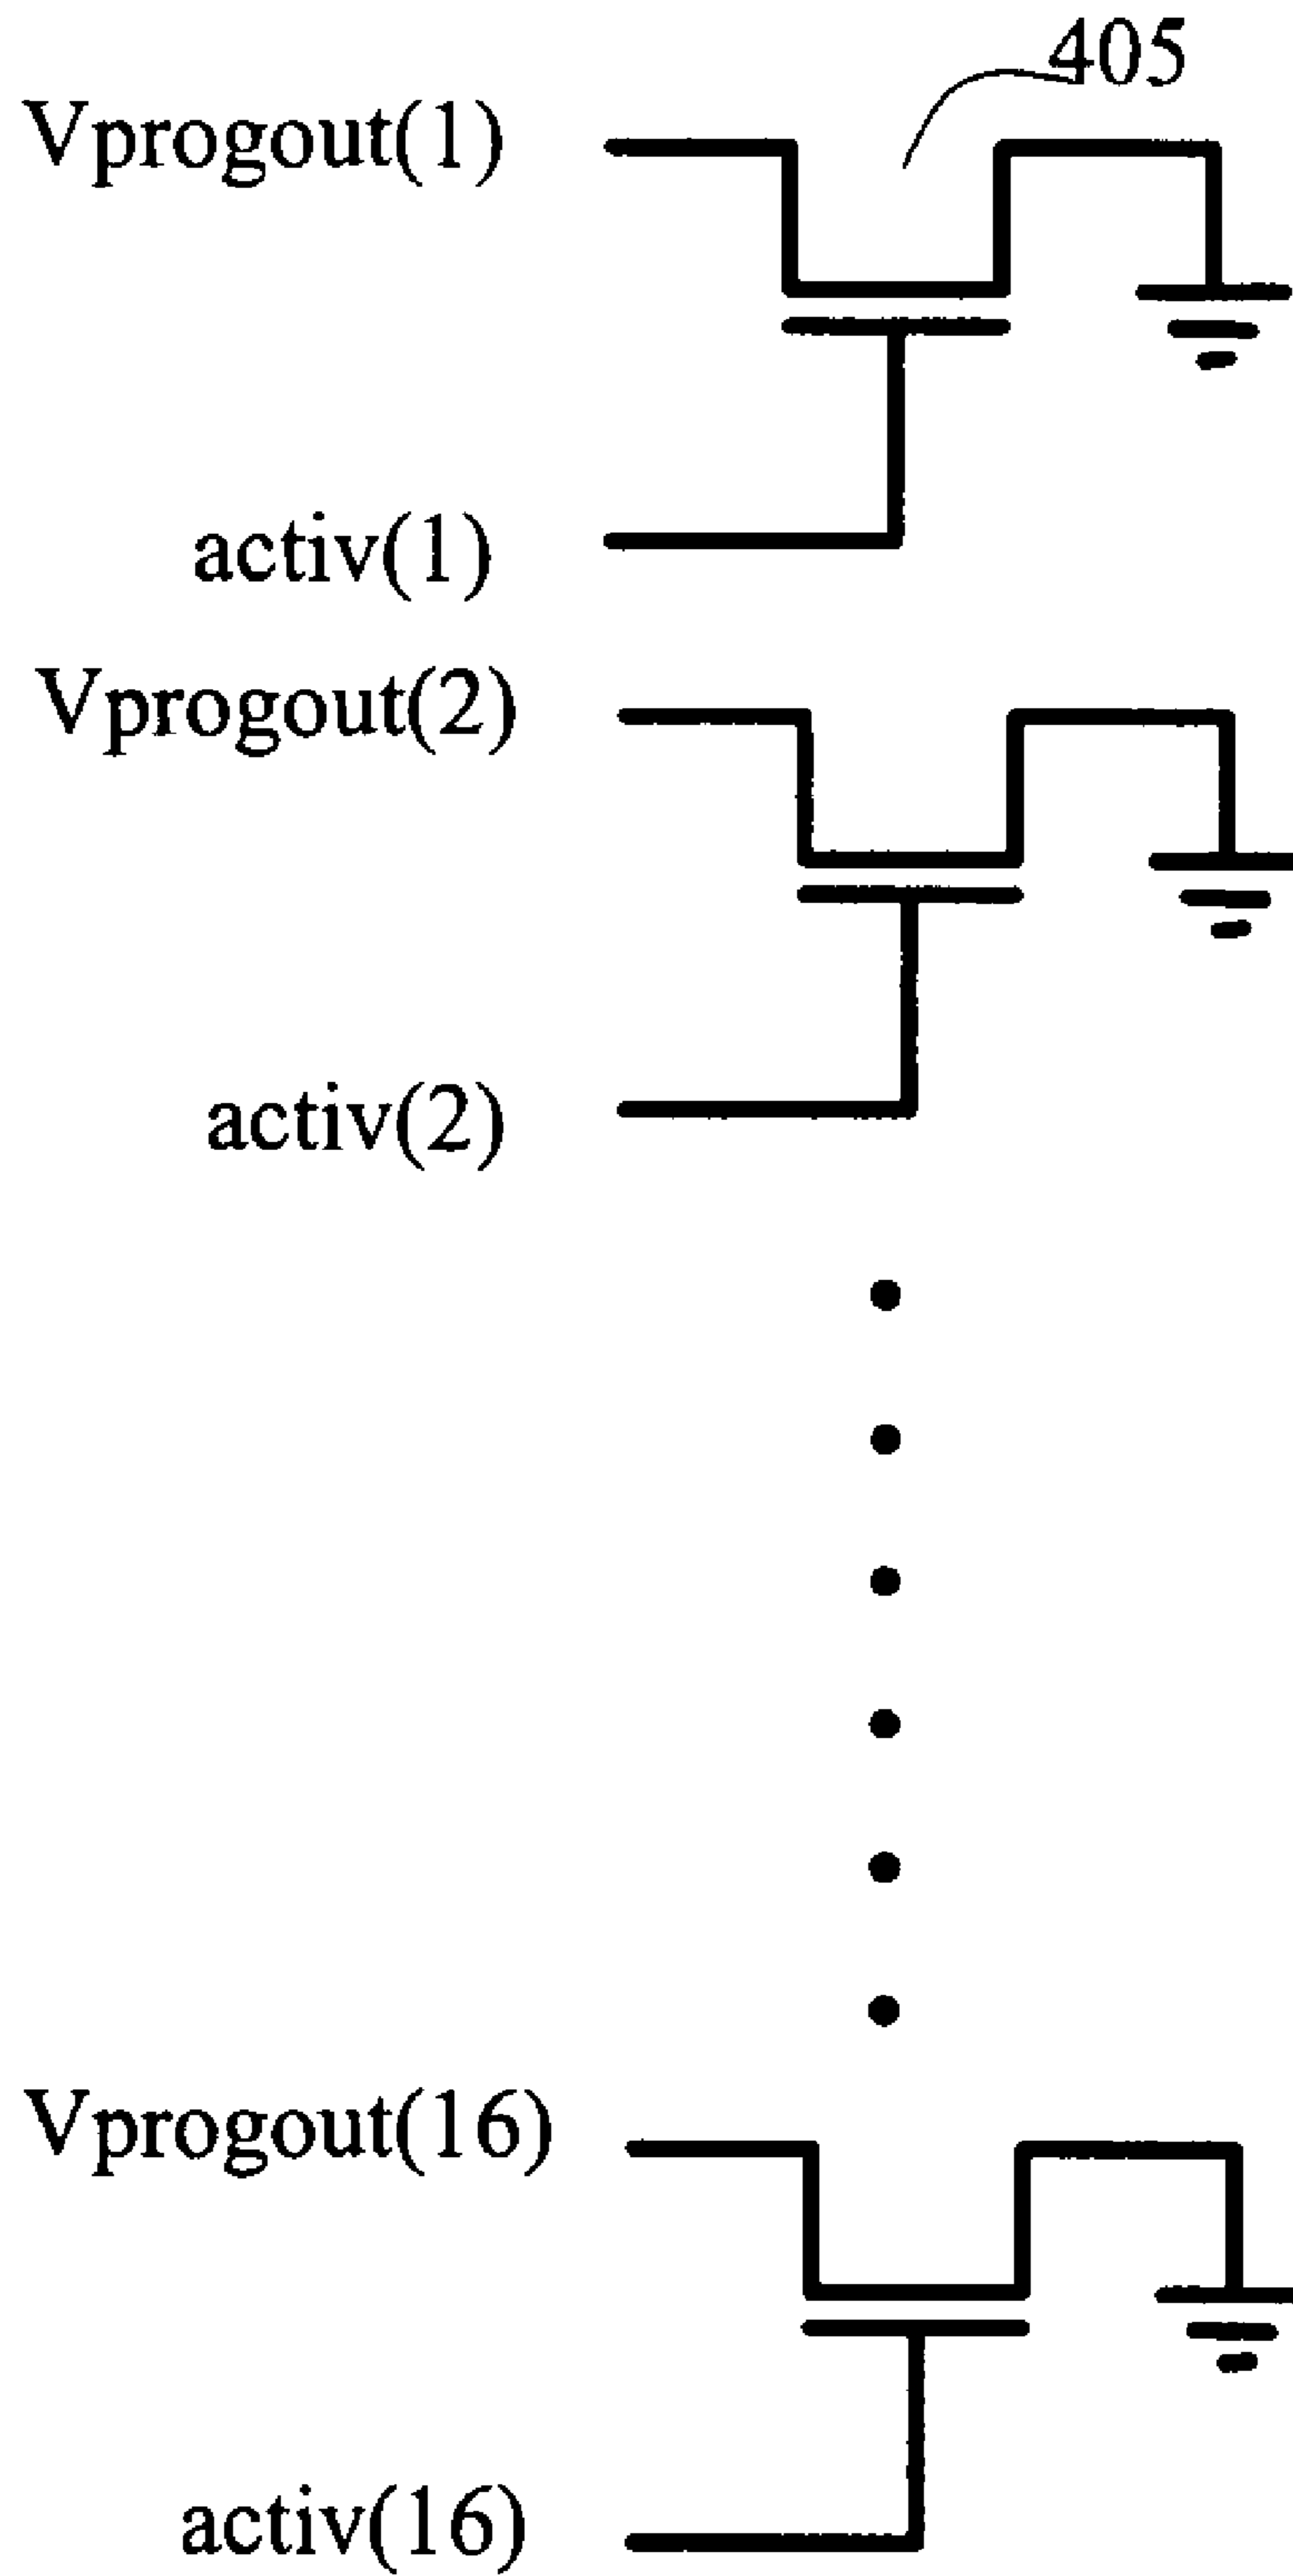 405
Vprogout(1)
activ(1)
Vprogout(2)
activ(2)
Vprogout(16)
activ(16)